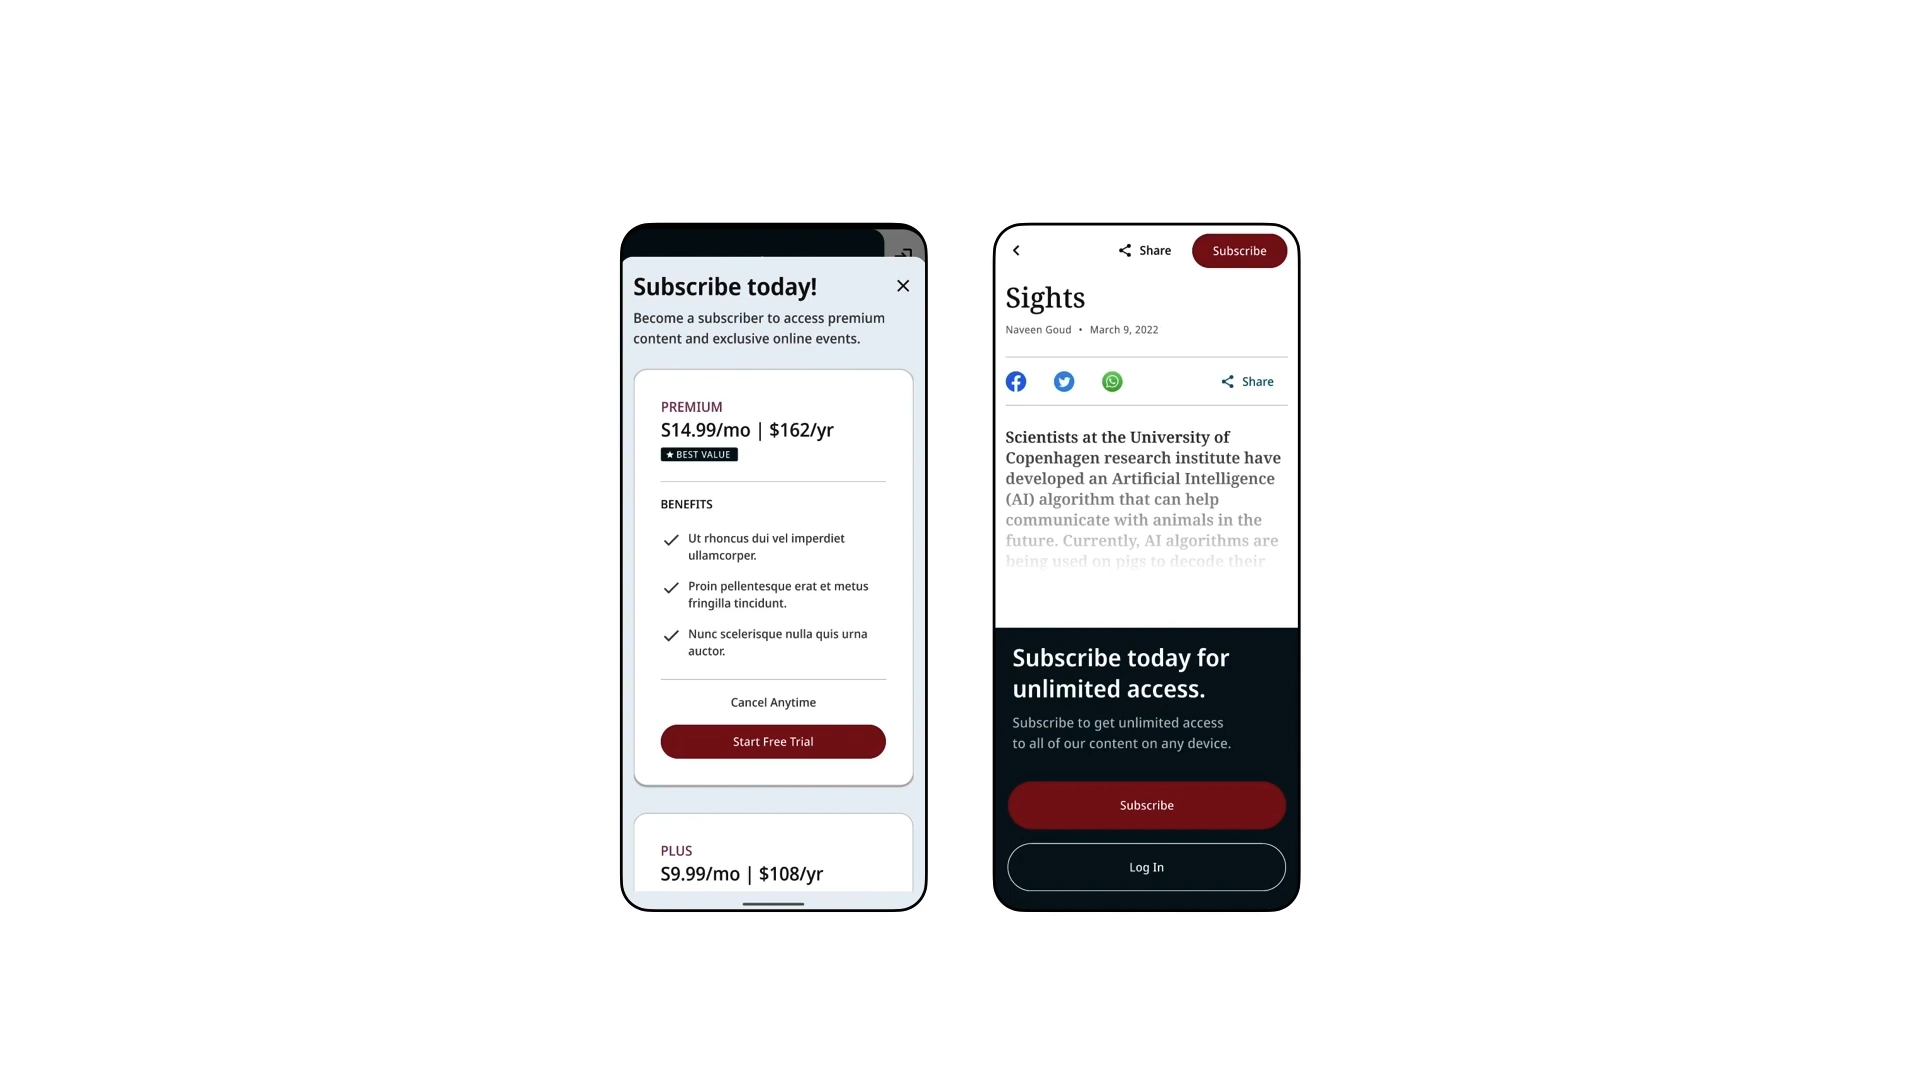 Subscribe today!
Become a subscriber to access premium
content and exclusive online events.
PREMIUM
S14.99/mo | $162/yr
★ BEST VALUE
BENEFITS
Ut rhoncus dui vel imperdiet
ullamcorper.
Proin pellentesque erat et metus
fringilla tincidunt.
Nunc scelerisque nulla quis urna
auctor.
Cancel Anytime
Start Free Trial
PLUS
S9.99/mo | $108/yr
Share
Subscribe
Sights
Naveen Goud • March 9, 2022
Share
Scientists at the University of
Copenhagen research institute have
developed an Artificial Intelligence
(AI) algorithm that can help
communicate with animals in the
future. Currently, AI algorithms are
being used on pigs to decode their
Subscribe today for
unlimited access.
Subscribe to get unlimited access
to all of our content on any device.
Subscribe
Log In